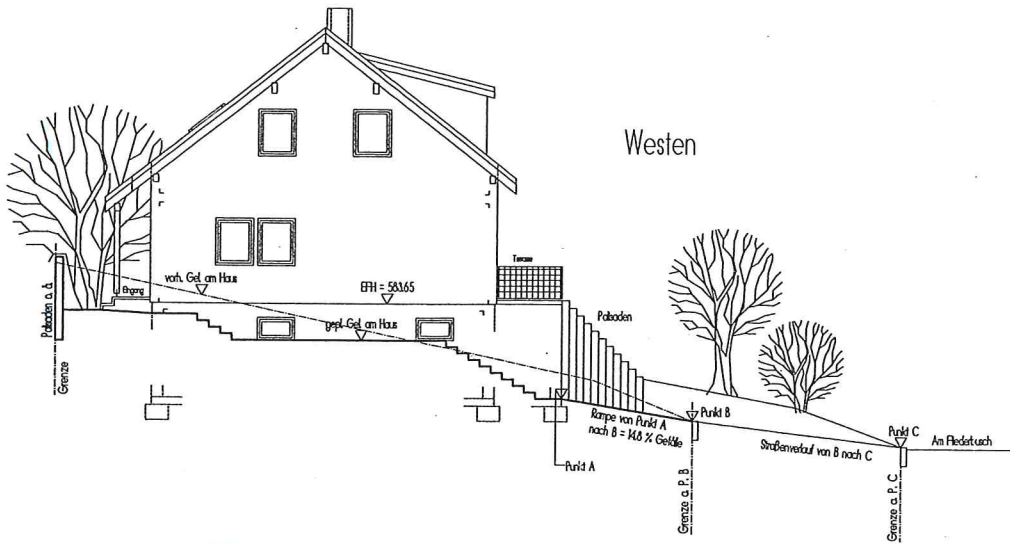 Westen
Terrasse
vorh. Gel. am Haus
EFH = 583.65
Eingang
Palisaden a. d.
Grenze
gepl. Gel. am Haus
Palisaden
Rampe von Punkt A
nach B = 14.8 % Gefälle
Punkt B
Punkt C
Straßenverlauf von B nach C
Am Fliedertusch
Punkt A
Grenze a. P. B
Grenze a. P. C